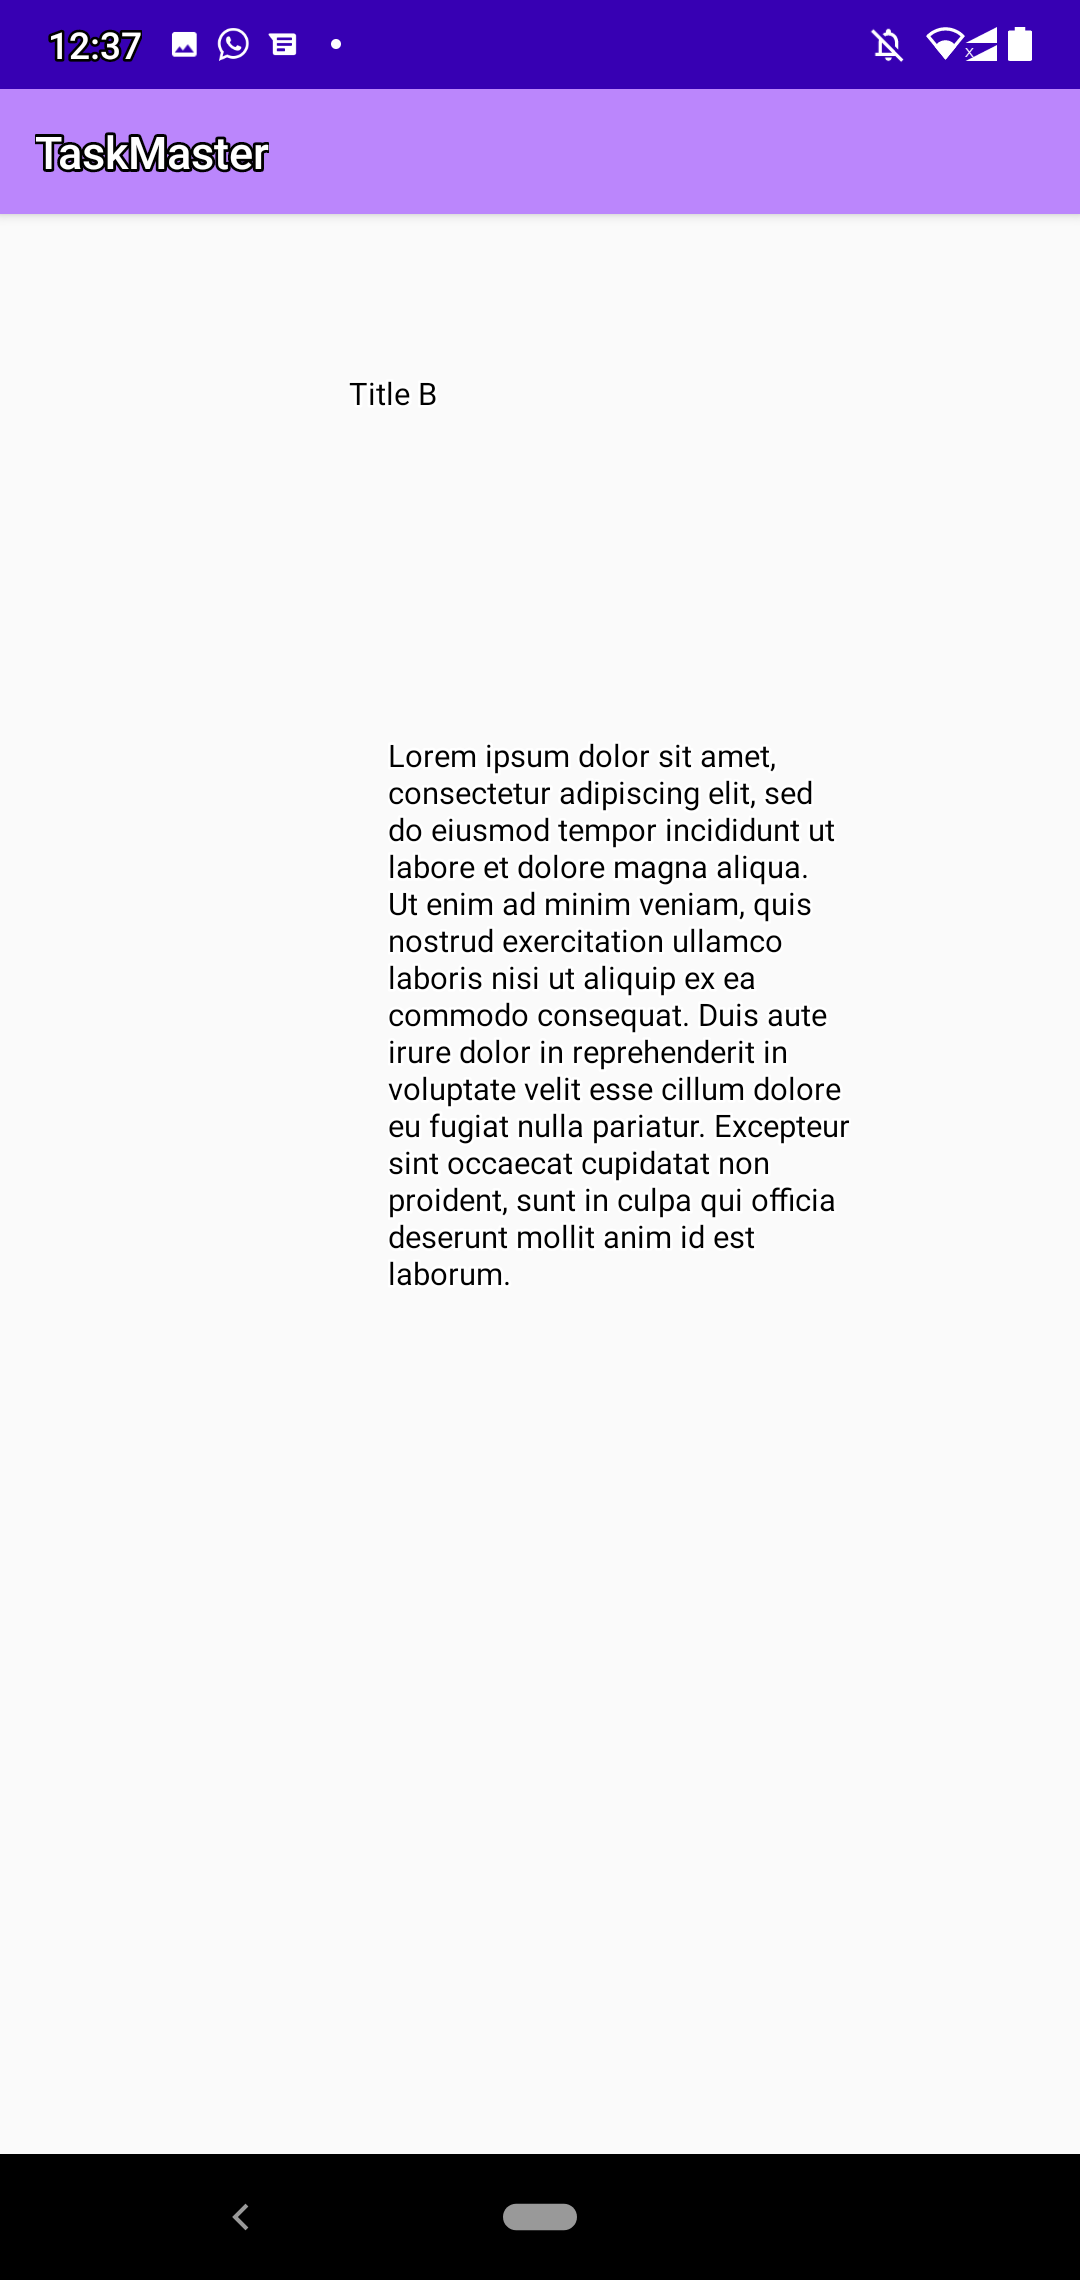 12:37
TaskMaster
Title B
Lorem ipsum dolor sit amet,
consectetur adipiscing elit, sed
do eiusmod tempor incididunt ut
labore et dolore magna aliqua.
Ut enim ad minim veniam, quis
nostrud exercitation ullamco
laboris nisi ut aliquip ex ea
commodo consequat. Duis aute
irure dolor in reprehenderit in
voluptate velit esse cillum dolore
eu fugiat nulla pariatur. Excepteur
sint occaecat cupidatat non
proident, sunt in culpa qui officia
deserunt mollit anim id est
laborum.